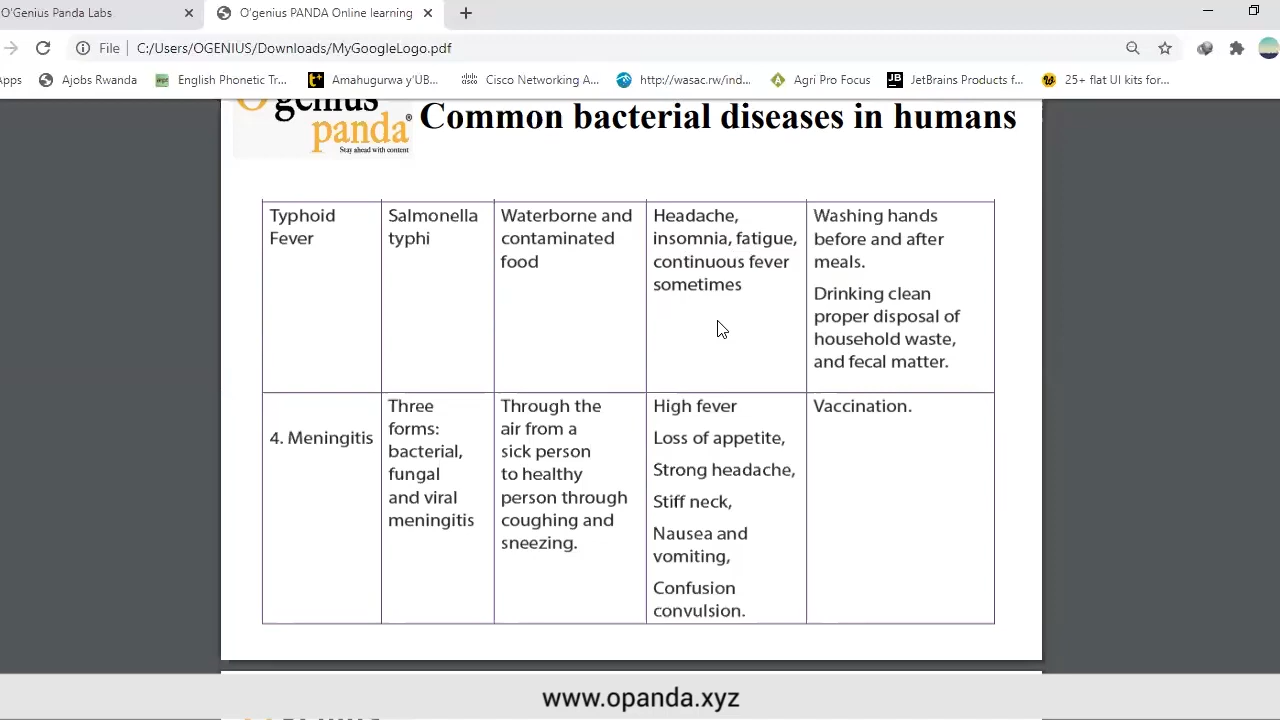 O'Genius Panda Labs
O'genius PANDA Online learning
File
C:/Users/OGENIUS/Downloads/MyGoogleLogo.pdf
Apps
Ajobs Rwanda
English Phonetic Tr...
Amahugurwa y'UB...
Cisco Networking A...
http://wasac.rw/ind...
Agri Pro Focus
JetBrains Products f...
25+ flat UI kits for...
O'genius
panda®
Stay ahead with content
Common bacterial diseases in humans
Typhoid
Fever
Salmonella
typhi
Waterborne and
contaminated
food
Headache,
insomnia, fatigue,
continuous fever
sometimes
Washing hands
before and after
meals.
Drinking clean
proper disposal of
household waste,
and fecal matter.
4. Meningitis
Three
forms:
bacterial,
fungal
and viral
meningitis
Through the
air from a
sick person
to healthy
person through
coughing and
sneezing.
High fever
Loss of appetite,
Strong headache,
Stiff neck,
Nausea and
vomiting,
Confusion
convulsion.
Vaccination.
www.opanda.xyz